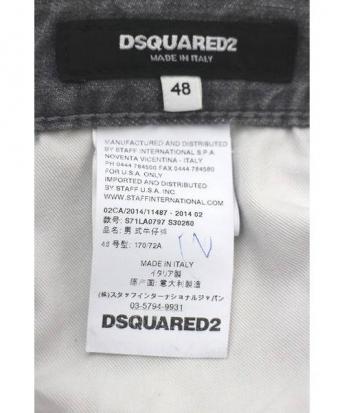 DSQUARED2
MADE IN ITALY
48
MANUFACTURED AND DISTRIBUTED
BY STAFF INTERNATIONAL S.P.A
NOVENTA VICENTINA - ITALY
PH 0444 784500 FAX 0444 784580
FOR U.S.A. ONLY
IMPORTED AND DISTRIBUTED
BY STAFF U.S.A. INC.
WWW.STAFFINTERNATIONAL.COM
02CA/2014/11487 - 2014 02
款号: S71LA0797 S30260
品名: 男式牛仔裤
48 号型: 170/72A
MADE IN ITALY
イタリア製
原产国: 意大利制造
(株)スタッフインターナショナルジャパン
03-5794-9931
DSQUARED2